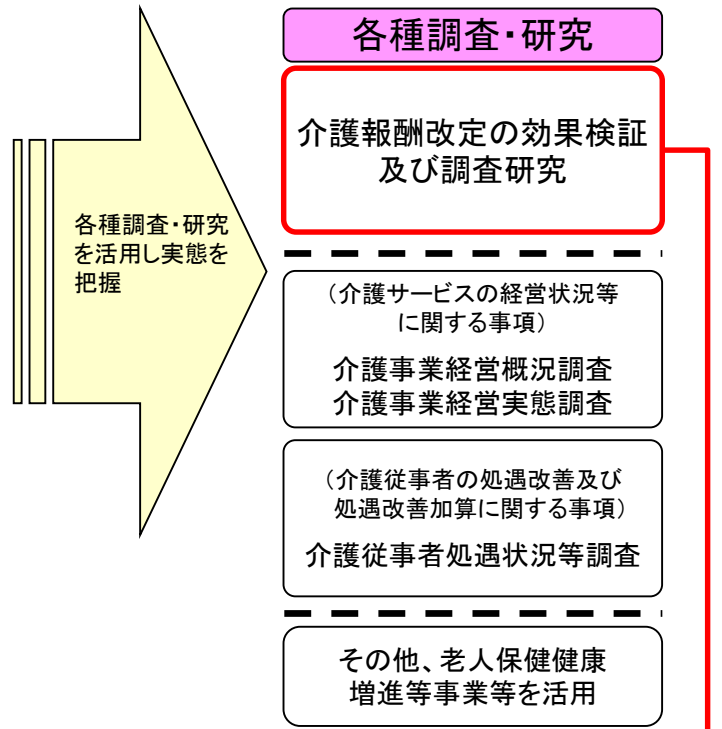 各種調査・研究
介護報酬改定の効果検証
及び調査研究
各種調査・研究
を活用し実態を
把握
（介護サービスの経営状況等
に関する事項）
介護事業経営概況調査
介護事業経営実態調査
（介護従事者の処遇改善及び
処遇改善加算に関する事項）
介護従事者処遇状況等調査
その他、老人保健健康
増進等事業等を活用